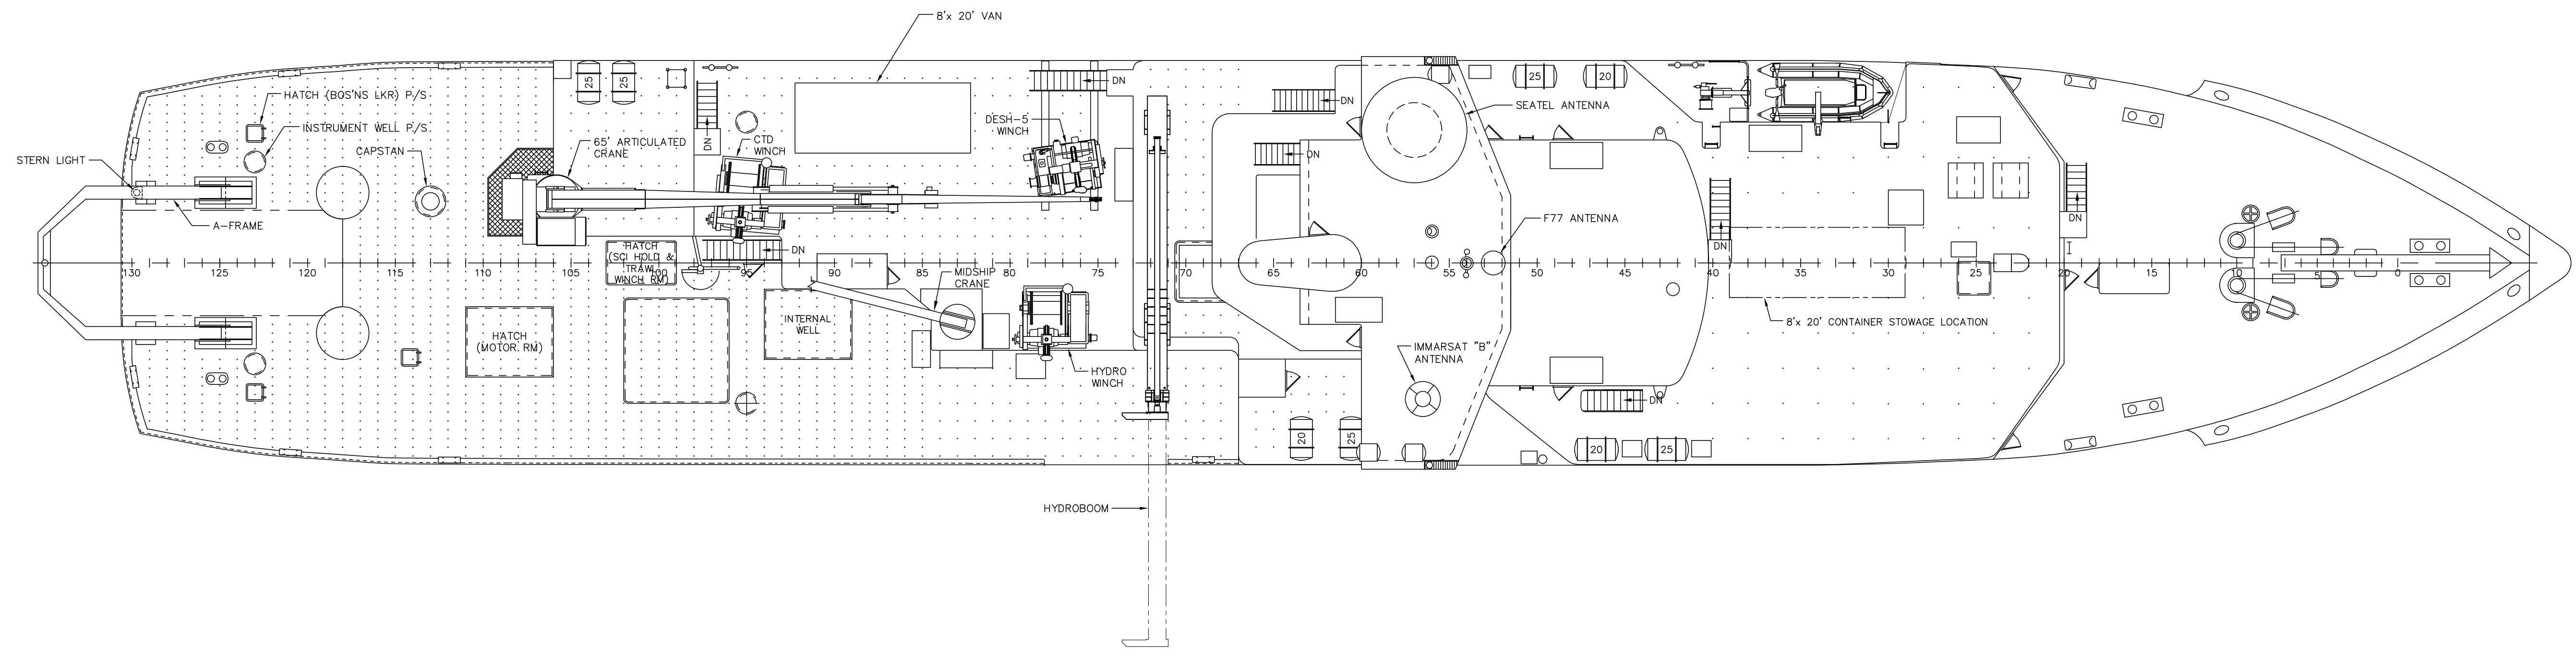 8'x 20' VAN
HATCH (BOS'NS LKR) P/S
INSTRUMENT WELL P/S
CAPSTAN
STERN LIGHT
A-FRAME
65' ARTICULATED
CRANE
25
25
DN
CTD
WINCH
DESH-5
WINCH
DN
DN
DN
25
20
SEATEL ANTENNA
F77 ANTENNA
DN
DN
DN
HATCH
(SCI HOLD &
TRAWL
WINCH RM)
130
125
120
115
110
105
100
95
90
85
80
75
70
65
60
55
50
45
40
35
30
25
20
15
10
5
0
HATCH
(MOTOR RM)
INTERNAL
WELL
MIDSHIP
CRANE
HYDRO
WINCH
8'x 20' CONTAINER STOWAGE LOCATION
IMMARSAT "B"
ANTENNA
DN
20
25
20
25
HYDROBOOM